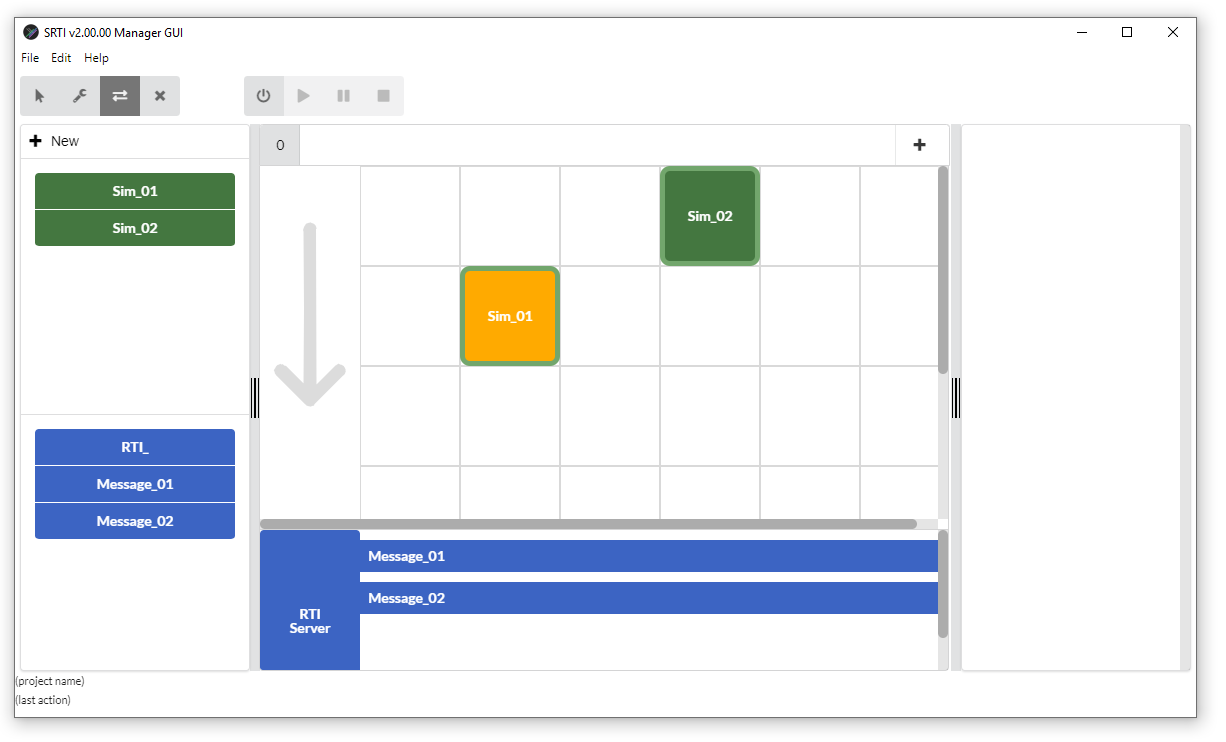 SRTI v2.00.00 Manager GUI
File Edit Help
New
Sim_01
Sim_02
RTI_
Message_01
Message_02
0
Sim_02
Sim_01
RTI
Server
Message_01
Message_02
(project name)
(last action)